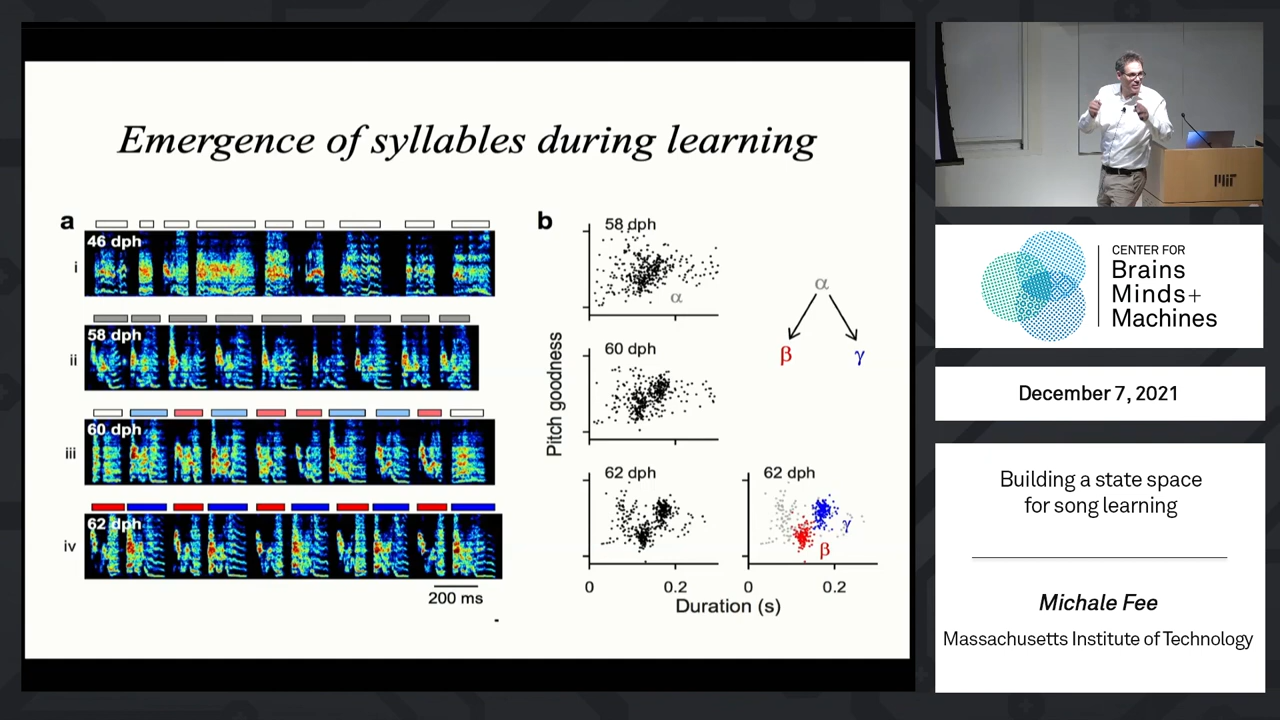 Emergence of syllables during learning
a
46 dph
i
58 dph
ii
60 dph
iii
62 dph
iv
200 ms
b
Pitch goodness
58 dph
α
60 dph
62 dph
0
0.2
62 dph
γ
β
0
0.2
Duration (s)
α
β
γ
MIT
CENTER FOR
Brains
Minds+
Machines
December 7, 2021
Building a state space
for song learning
Michale Fee
Massachusetts Institute of Technology